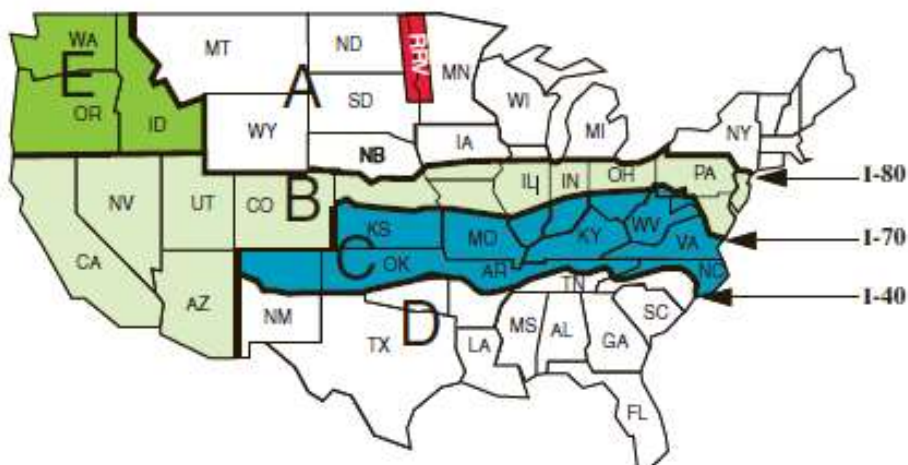 WA
MT
ND
RRV
MN
E
A
WI
OR
SD
ID
WY
MI
NY
IA
NB
PA
I-80
OH
IL
IN
B
NV
UT
CO
WV
I-70
KS
MO
KY
VA
CA
C
OK
AR
NC
TN
I-40
AZ
NM
D
SC
MS
AL
TX
LA
GA
FL